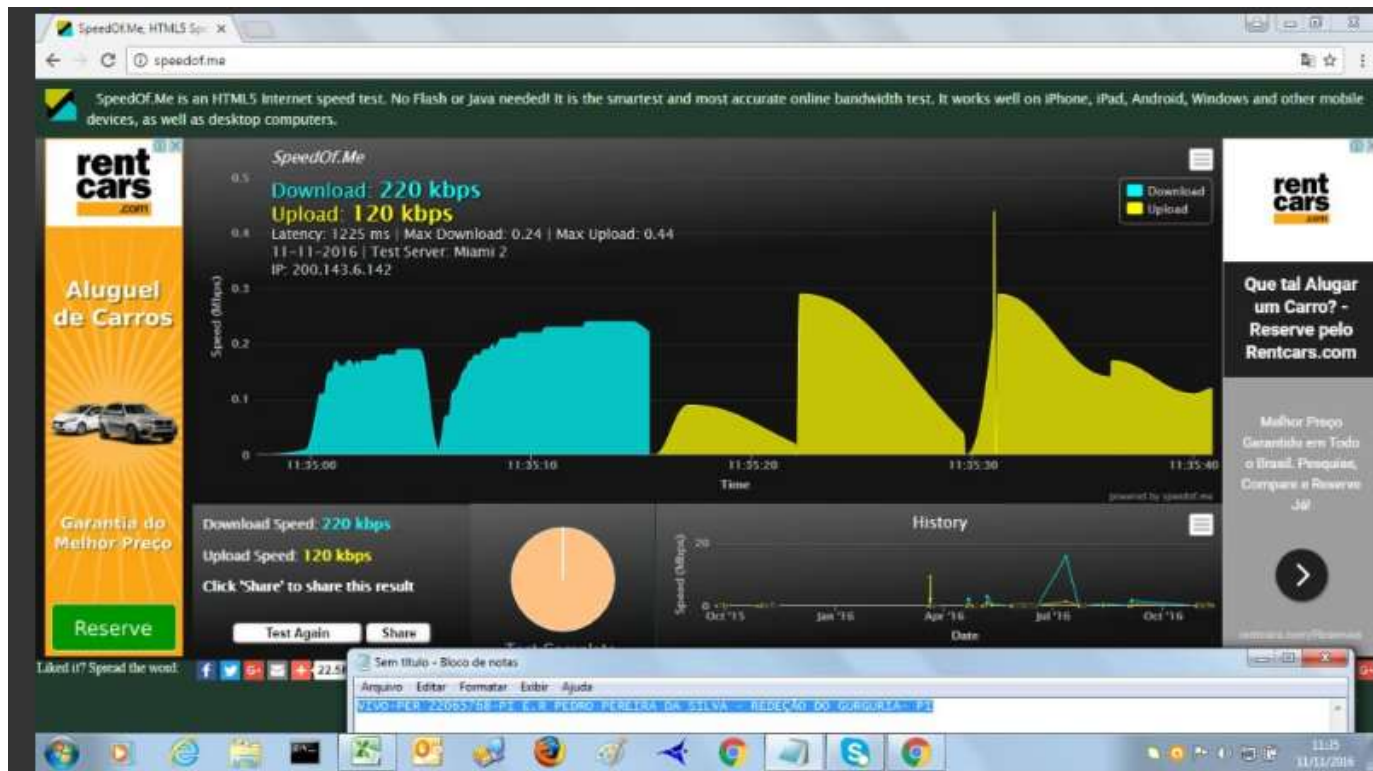 SpeedOf.Me, HTML5 Sp
speedof.me
SpeedOf.Me is an HTML5 Internet speed test. No Flash or Java needed! It is the smartest and most accurate online bandwidth test. It works well on iPhone, iPad, Android, Windows and other mobile
devices, as well as desktop computers.
rent
cars
.com
Aluguel
de Carros
Garantia do
Melhor Preço
Reserve
SpeedOf.Me
Download: 220 kbps
Upload: 120 kbps
Latency: 1225 ms | Max Download: 0.24 | Max Upload: 0.44
11-11-2016 | Test Server: Miami 2
IP: 200.143.6.142
Download
Upload
Speed (Mbps)
0.5
0.4
0.3
0.2
0.1
0
11:35:00 11:35:10 11:35:20 11:35:30 11:35:40
Time
powered by speedof.me
rent
cars
.com
Que tal Alugar
um Carro? -
Reserve pelo
Rentcars.com
Melhor Preço
Garantido em Todo
o Brasil. Pesquise,
Compare e Reserve
Já!
Download Speed: 220 kbps
Upload Speed: 120 kbps
Click 'Share' to share this result
Test Again Share
Test Complete
History
Speed (Mbps)
20
0
Oct '15 Jan '16 Apr '16 Jul '16 Oct '16
Date
Liked it? Spread the word:
22.5K
Sem título - Bloco de notas
Arquivo Editar Formatar Exibir Ajuda
VIVO-PER 22065768-PI E.R PEDRO PEREIRA DA SILVA - REDEÇÃO DO GURGURIA- PI
11:35
11/11/2016